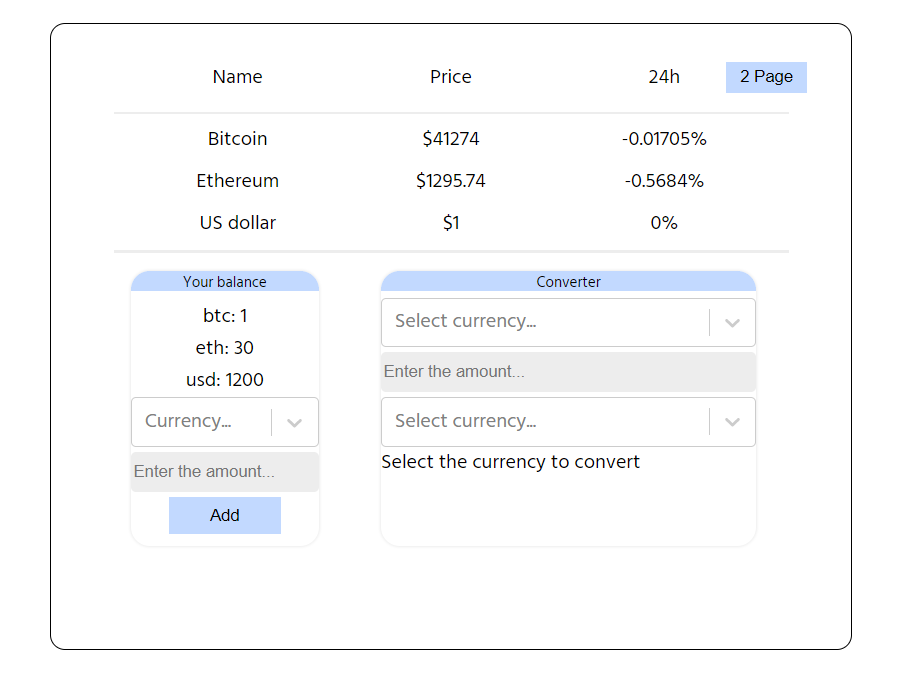 Name Price 24h 2 Page
Bitcoin $41274 -0.01705%
Ethereum $1295.74 -0.5684%
US dollar $1 0%
Your balance
btc: 1
eth: 30
usd: 1200
Currency...
Enter the amount...
Add
Converter
Select currency...
Enter the amount...
Select currency...
Select the currency to convert